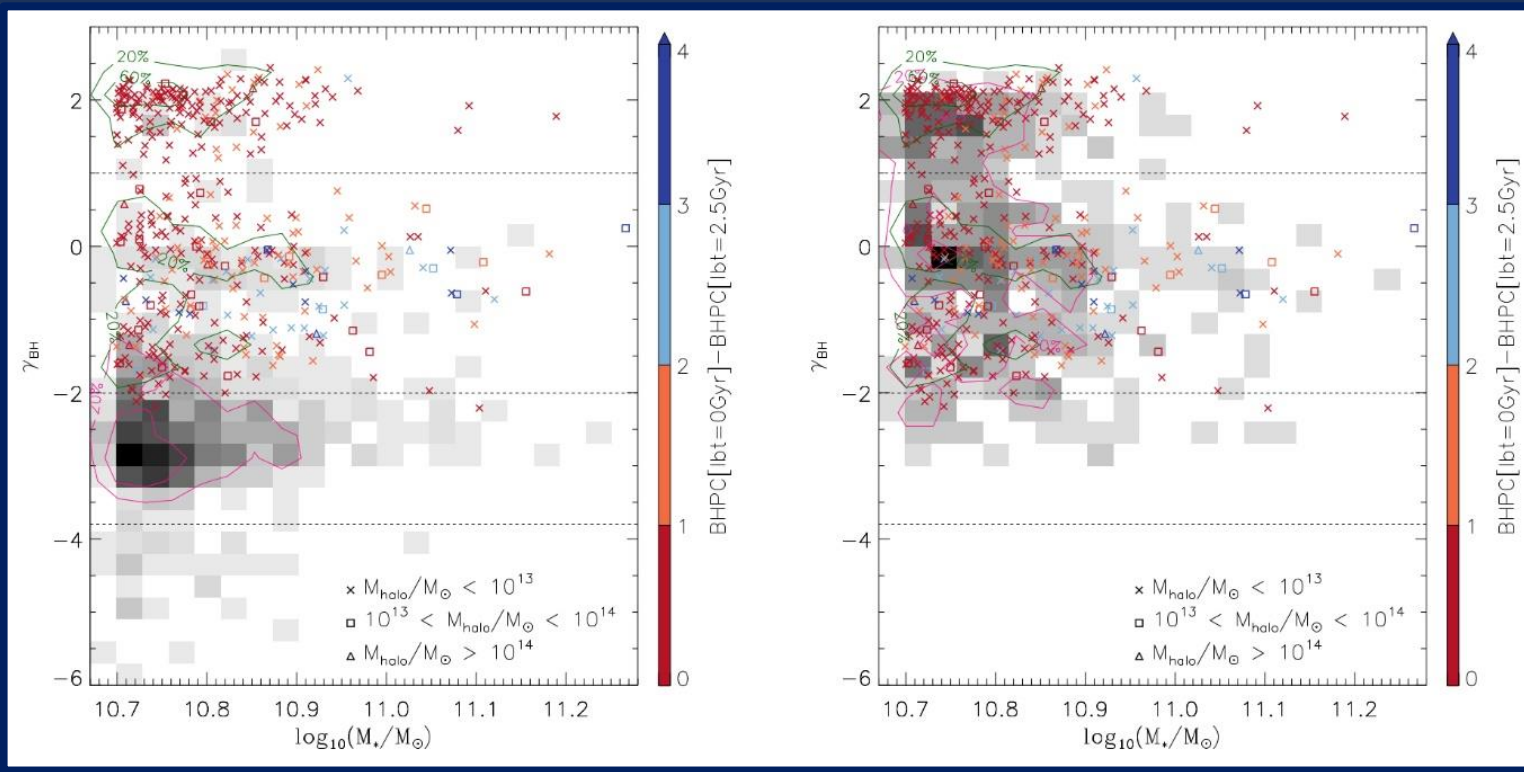 20%
60%
20%
20%
20%
2
0
−2
−4
−6
γBH
10.7 10.8 10.9 11.0 11.1 11.2
log10(M*/M⊙)
× Mhalo/M⊙ < 10^13
□ 10^13 < Mhalo/M⊙ < 10^14
△ Mhalo/M⊙ > 10^14
4
3
2
1
0
BHPC[lbt=0Gyr]−BHPC[lbt=2.5Gyr]
20%
20%
60%
20%
20%
2
0
−2
−4
−6
γBH
10.7 10.8 10.9 11.0 11.1 11.2
log10(M*/M⊙)
× Mhalo/M⊙ < 10^13
□ 10^13 < Mhalo/M⊙ < 10^14
△ Mhalo/M⊙ > 10^14
4
3
2
1
0
BHPC[lbt=0Gyr]−BHPC[lbt=2.5Gyr]